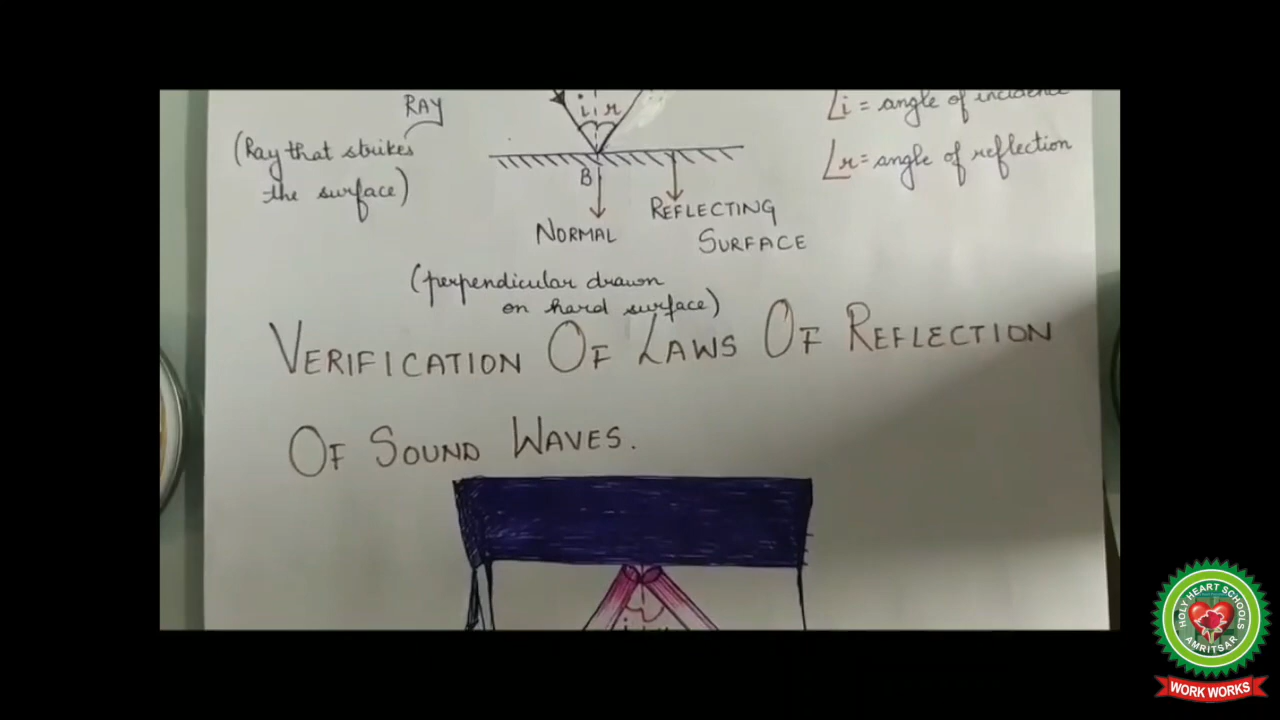 RAY
(Ray that strikes
the surface)
i r
B
NORMAL
REFLECTING
SURFACE
(perpendicular drawn
on hard surface)
∠i = angle of incidence
∠r = angle of reflection
VERIFICATION OF LAWS OF REFLECTION
OF SOUND WAVES.
HOLY HEART SCHOOLS
AMRITSAR
WORK WORKS